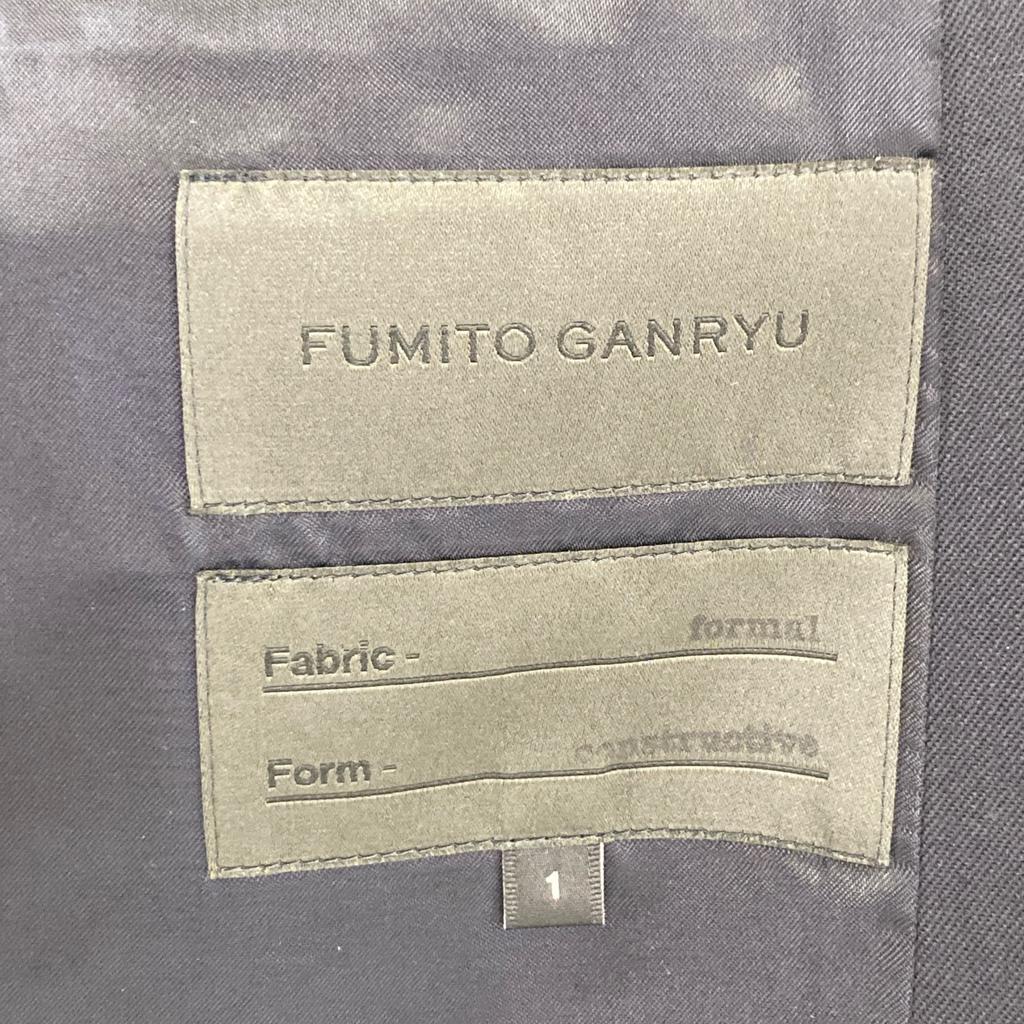 FUMITO GANRYU
Fabric - formal
Form - constructive
1